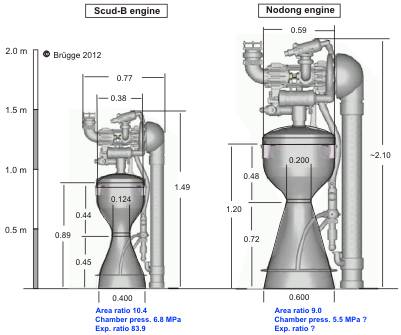 Scud-B engine
Nodong engine
2.0 m
© Brügge 2012
0.59
0.77
0.38
1.5 m
~2.10
1.0 m
1.49
0.124
0.200
0.48
0.44
1.20
0.89
0.5 m
0.45
0.72
0.400
0.600
Area ratio 10.4
Chamber press. 6.8 MPa
Exp. ratio 83.9
Area ratio 9.0
Chamber press. 5.5 MPa ?
Exp. ratio ?